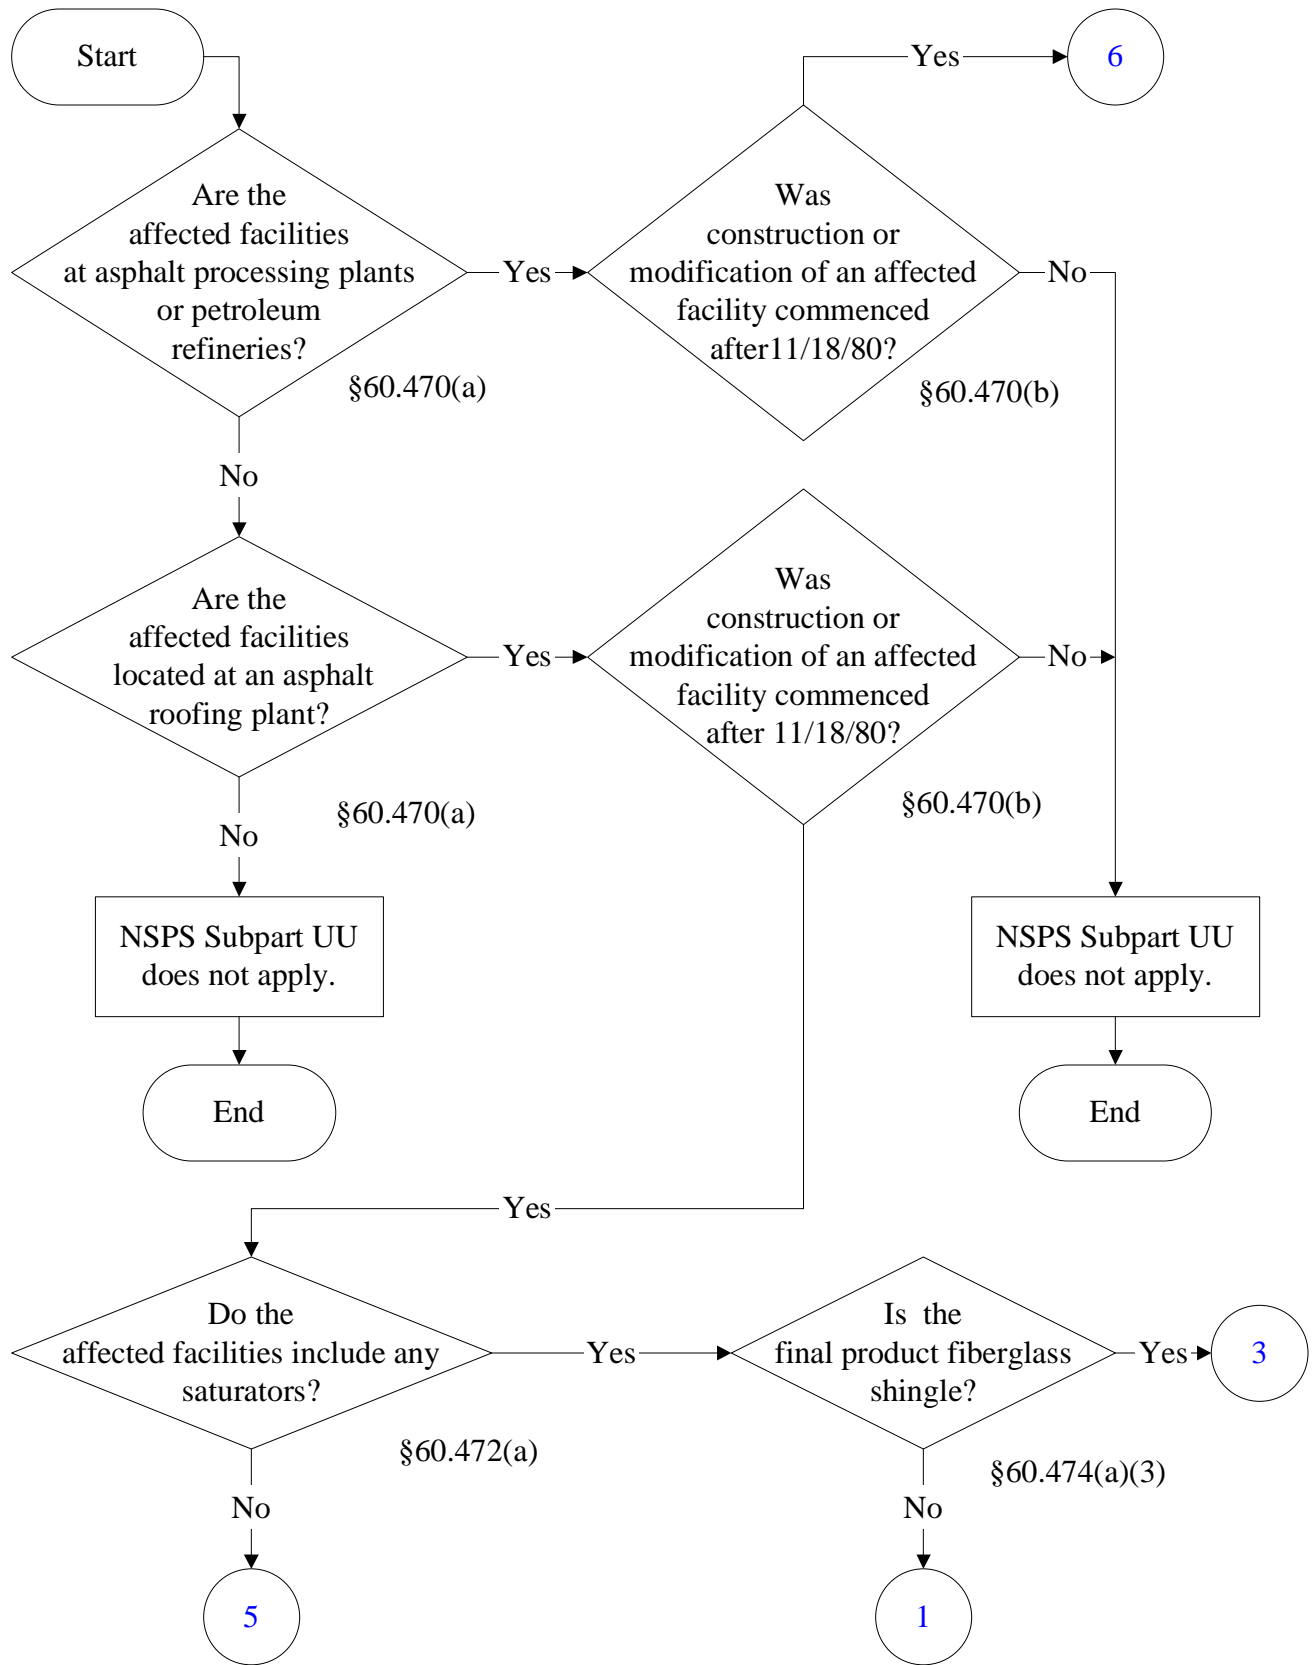 Start
Yes
6
Are the
affected facilities
at asphalt processing plants
or petroleum
refineries?
§60.470(a)
Yes
Was
construction or
modification of an affected
facility commenced
after11/18/80?
§60.470(b)
No
No
Are the
affected facilities
located at an asphalt
roofing plant?
§60.470(a)
Yes
Was
construction or
modification of an affected
facility commenced
after 11/18/80?
§60.470(b)
No
No
NSPS Subpart UU
does not apply.
End
NSPS Subpart UU
does not apply.
End
Yes
Do the
affected facilities include any
saturators?
§60.472(a)
Yes
Is  the
final product fiberglass
shingle?
§60.474(a)(3)
Yes
3
No
5
No
1